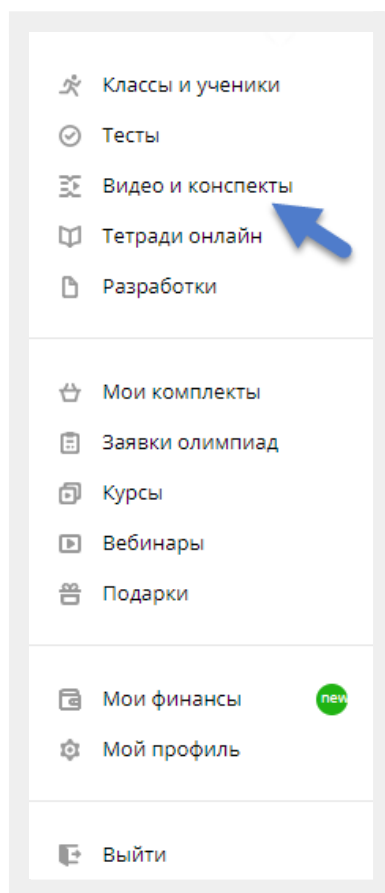 Классы и ученики
Тесты
Видео и конспекты
Тетради онлайн
Разработки
Мои комплекты
Заявки олимпиад
Курсы
Вебинары
Подарки
Мои финансы new
Мой профиль
Выйти